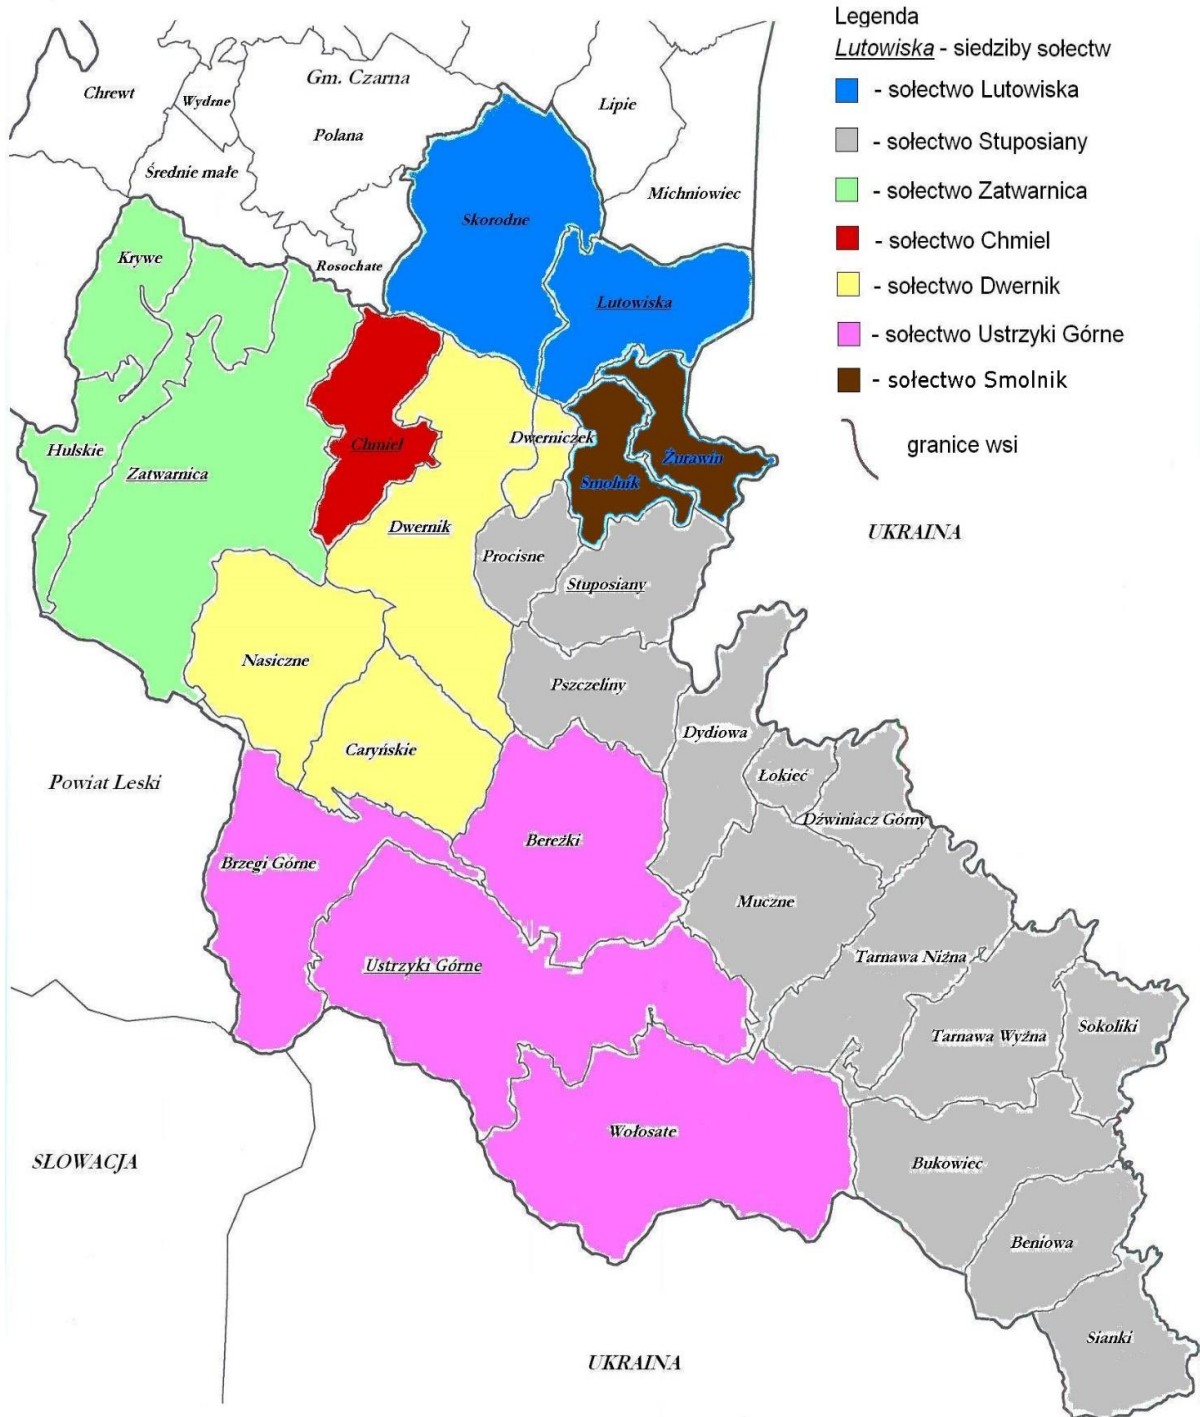 Legenda
Lutowiska - siedziby sołectw
- sołectwo Lutowiska
- sołectwo Stuposiany
- sołectwo Zatwarnica
- sołectwo Chmiel
- sołectwo Dwernik
- sołectwo Ustrzyki Górne
- sołectwo Smolnik
granice wsi
Gm. Czarna
Chrewt
Wydrne
Lipie
Polana
Średnie małe
Michniowiec
Skorodne
Krywe
Rosochate
Lutowiska
Hulskie
Zatwarnica
Chmiel
Dwerniczek
Żurawin
Smolnik
Dwernik
UKRAINA
Procisne
Stuposiany
Nasiczne
Pszczeliny
Caryńskie
Dydiowa
Powiat Leski
Łokieć
Dźwiniacz Górny
Bereżki
Brzegi Górne
Muczne
Ustrzyki Górne
Tarnawa Niźna
Tarnawa Wyźna
Sokoliki
Wołosate
SLOWACJA
Bukowiec
Beniowa
Sianki
UKRAINA